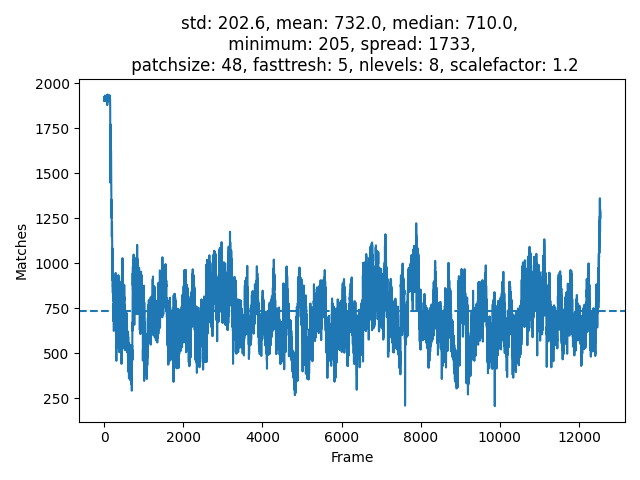 std: 202.6, mean: 732.0, median: 710.0,
minimum: 205, spread: 1733,
patchsize: 48, fasttresh: 5, nlevels: 8, scalefactor: 1.2
2000
1750
1500
1250
1000
750
500
250
Matches
0 2000 4000 6000 8000 10000 12000
Frame